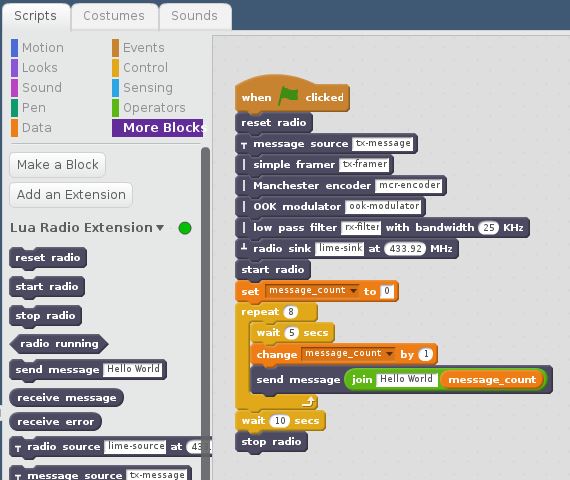 Scripts Costumes Sounds
Motion Events
Looks Control
Sound Sensing
Pen Operators
Data More Blocks
Make a Block
Add an Extension
Lua Radio Extension
reset radio
start radio
stop radio
radio running
send message Hello World
receive message
receive error
radio source lime-source at 433
message source tx-message
when clicked
reset radio
message source tx-message
simple framer tx-framer
Manchester encoder mcr-encoder
OOK modulator ook-modulator
low pass filter rx-filter with bandwidth 25 KHz
radio sink lime-sink at 433.92 MHz
start radio
set message_count to 0
repeat 8
wait 5 secs
change message_count by 1
send message join Hello World message_count
wait 10 secs
stop radio